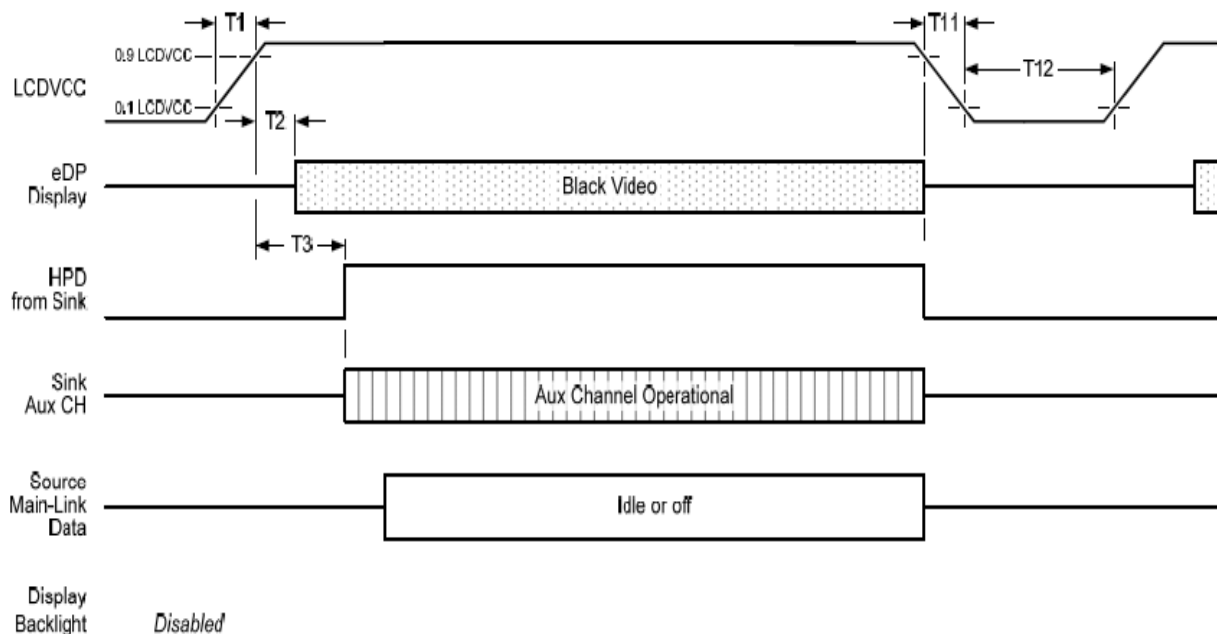 T1
T11
0.9 LCDVCC
LCDVCC
T12
0.1 LCDVCC
T2
eDP
Display
Black Video
T3
HPD
from Sink
Sink
Aux CH
Aux Channel Operational
Source
Main-Link
Data
Idle or off
Display
Backlight
Disabled